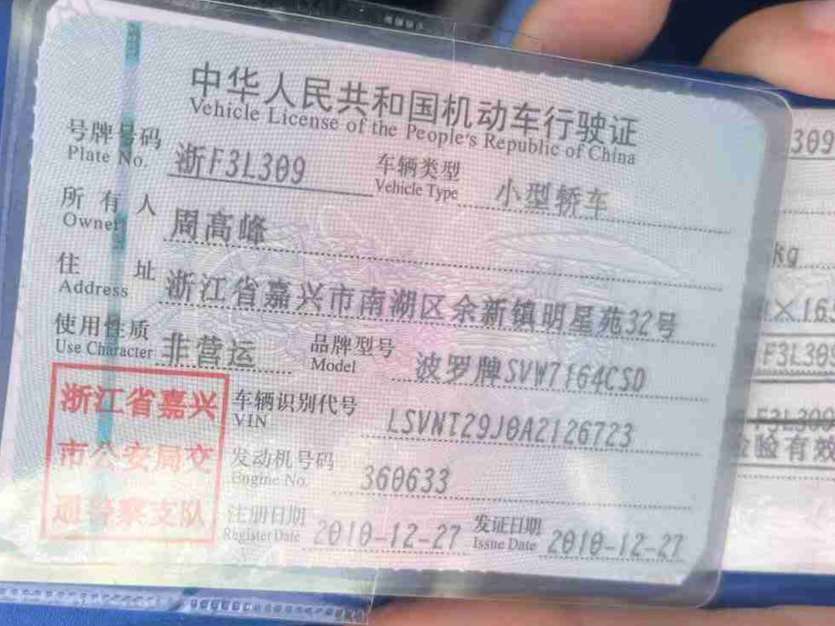 中华人民共和国机动车行驶证
Vehicle License of the People's Republic of China
号牌号码 浙F3L309 车辆类型 小型轿车
Plate No. Vehicle Type
所有人 周高峰
Owner
住址 浙江省嘉兴市南湖区余新镇明星苑32号
Address
使用性质 非营运 品牌型号 波罗牌SVW7164CSD
Use Character Model
浙江省嘉兴
市公安局交
通警察支队
车辆识别代号 LSVNT29J0A2126723
VIN
发动机号码 360633
Engine No.
注册日期 2010-12-27 发证日期 2010-12-27
Register Date Issue Date
309
kg
×16
F3L30
F3L309
检验有效